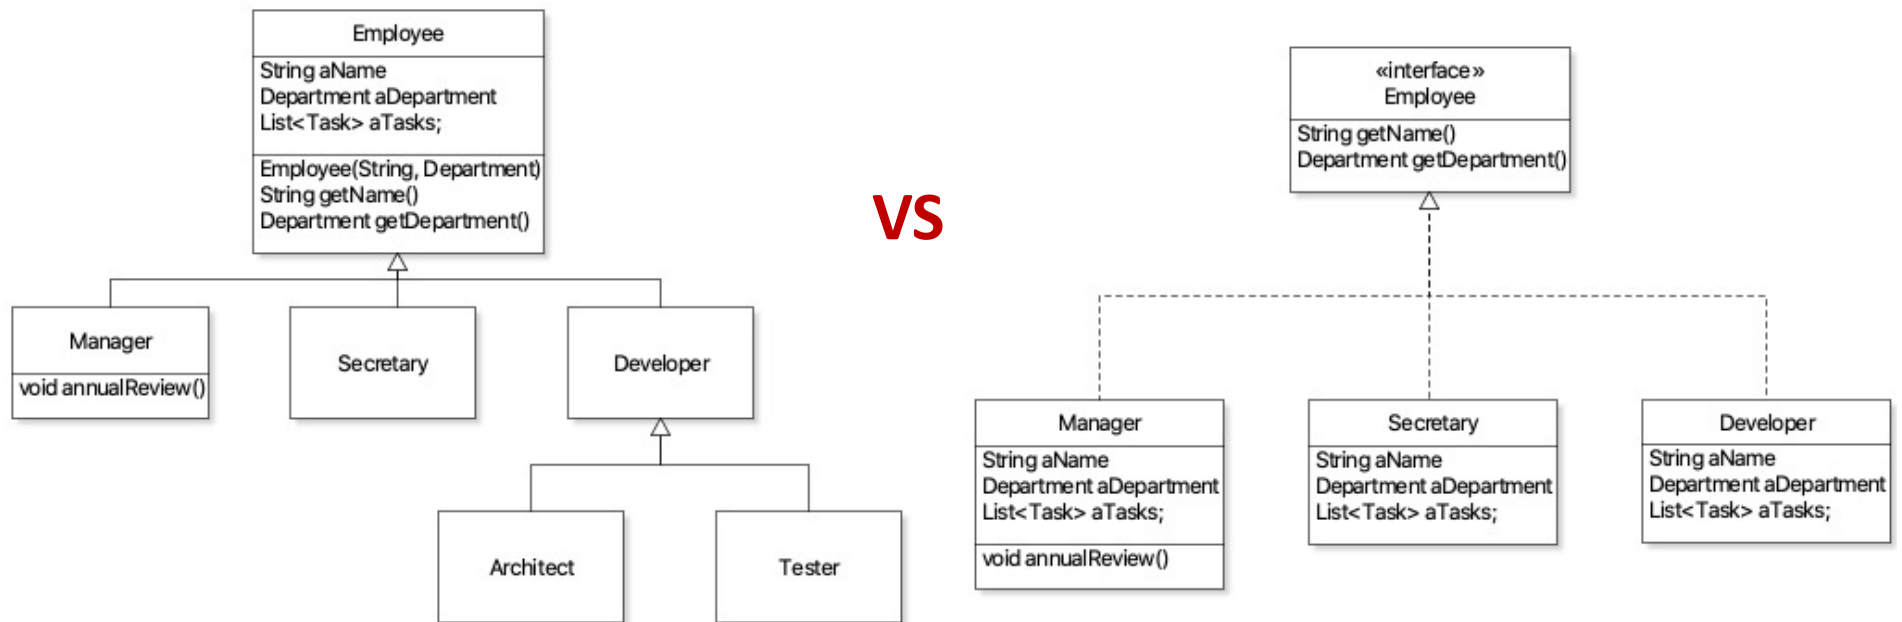 Employee
String aName
Department aDepartment
List<Task> aTasks;
Employee(String, Department)
String getName()
Department getDepartment()
Manager
void annualReview()
Secretary
Developer
Architect
Tester
VS
«interface»
Employee
String getName()
Department getDepartment()
Manager
String aName
Department aDepartment
List<Task> aTasks;
void annualReview()
Secretary
String aName
Department aDepartment
List<Task> aTasks;
Developer
String aName
Department aDepartment
List<Task> aTasks;